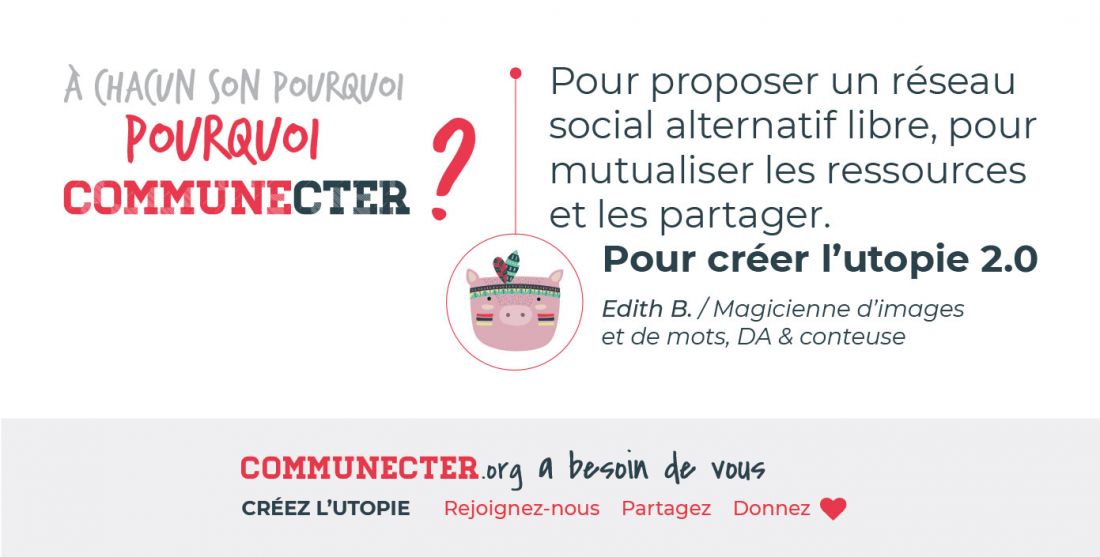 À CHACUN SON POURQUOI
POURQUOI
COMMUNECTER ?
Pour proposer un réseau
social alternatif libre, pour
mutualiser les ressources
et les partager.
Pour créer l’utopie 2.0
Edith B. / Magicienne d’images
et de mots, DA & conteuse
COMMUNECTER.org a besoin de vous
CRÉEZ L’UTOPIE Rejoignez-nous Partagez Donnez